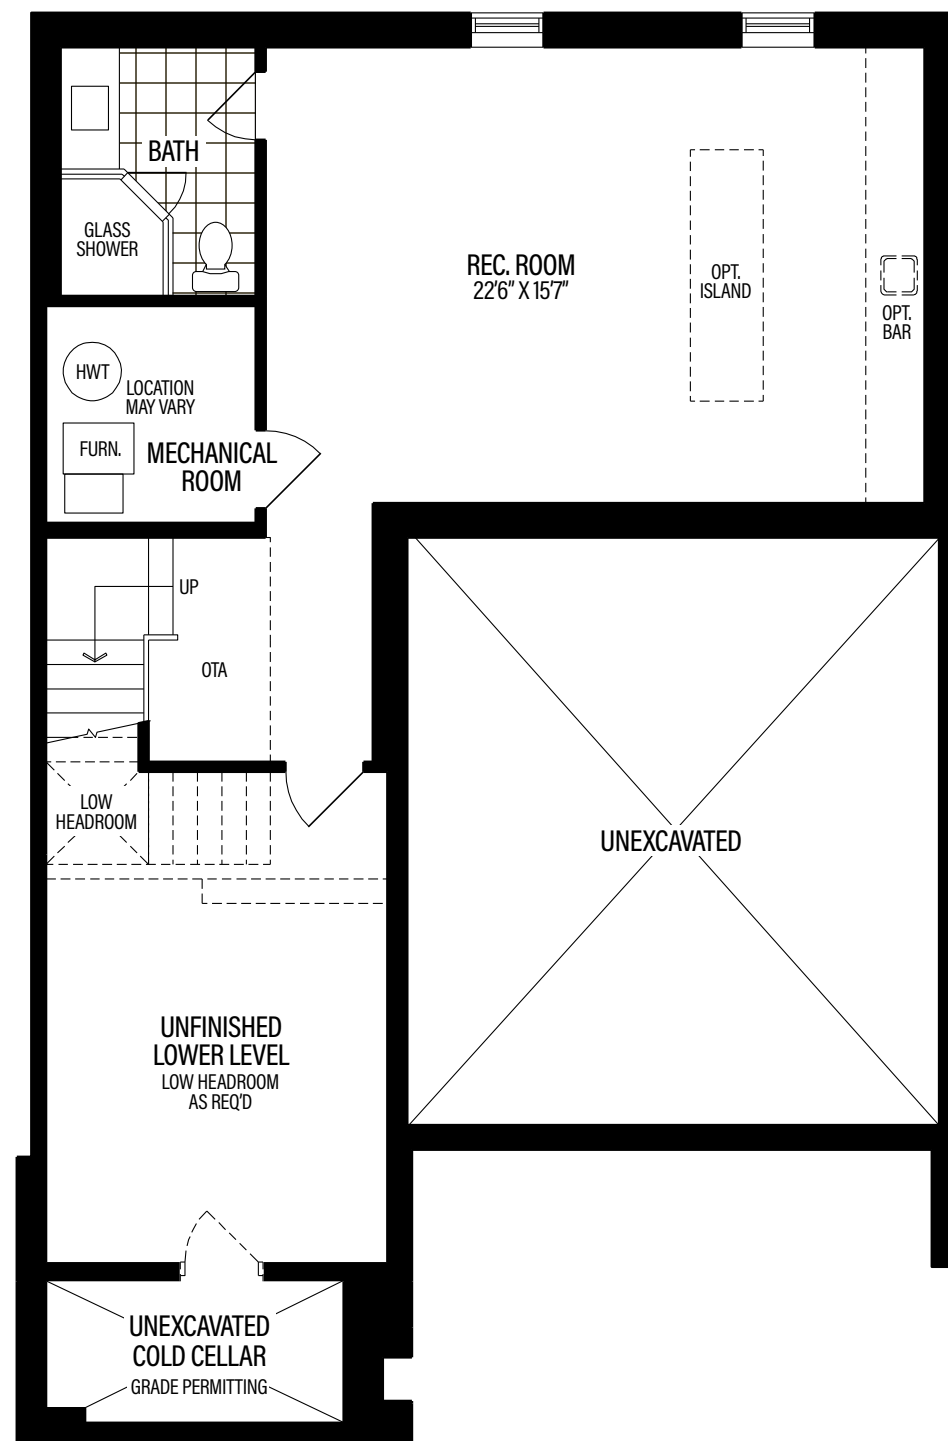 BATH
GLASS
SHOWER
REC. ROOM
22'6" X 15'7"
OPT.
ISLAND
OPT.
BAR
HWT
LOCATION
MAY VARY
FURN.
MECHANICAL
ROOM
UP
OTA
LOW
HEADROOM
UNEXCAVATED
UNFINISHED
LOWER LEVEL
LOW HEADROOM
AS REQ'D
UNEXCAVATED
COLD CELLAR
GRADE PERMITTING